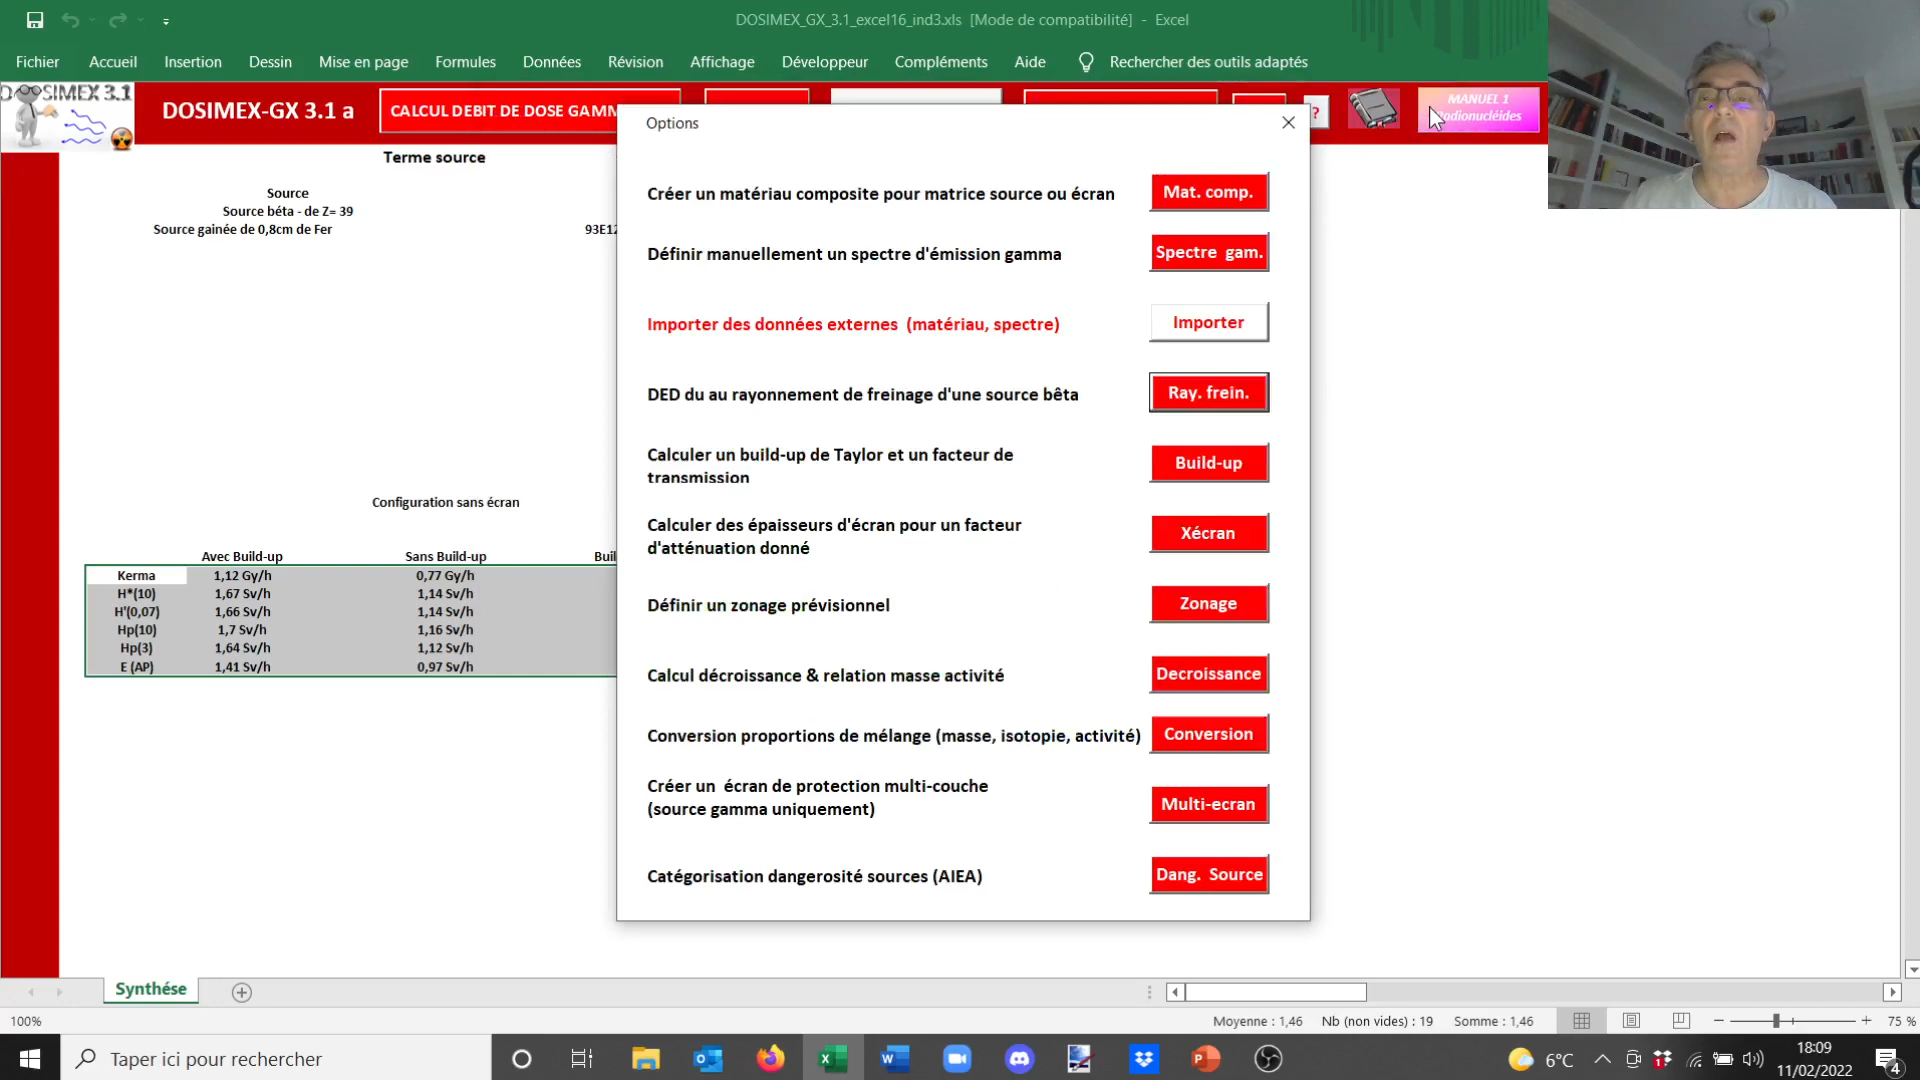 DOSIMEX_GX_3.1_excel16_ind3.xls [Mode de compatibilité] - Excel
Fichier Accueil Insertion Dessin Mise en page Formules Données Révision Affichage Développeur Compléments Aide Rechercher des outils adaptés
DOSIMEX 3.1
DOSIMEX-GX 3.1 a
CALCUL DEBIT DE DOSE GAMM
?
MANUEL 1
Options
Terme source
Source
Source béta - de Z= 39
Source gainée de 0,8cm de Fer
93E12
Créer un matériau composite pour matrice source ou écran Mat. comp.
Définir manuellement un spectre d'émission gamma Spectre gam.
Importer des données externes (matériau, spectre) Importer
DED du au rayonnement de freinage d'une source bêta Ray. frein.
Calculer un build-up de Taylor et un facteur de
transmission
Build-up
Calculer des épaisseurs d'écran pour un facteur
d'atténuation donné
Xécran
Définir un zonage prévisionnel Zonage
Calcul décroissance & relation masse activité Decroissance
Conversion proportions de mélange (masse, isotopie, activité) Conversion
Créer un écran de protection multi-couche
(source gamma uniquement)
Multi-ecran
Catégorisation dangerosité sources (AIEA) Dang. Source
Configuration sans écran
Avec Build-up Sans Build-up Buil
Kerma 1,12 Gy/h 0,77 Gy/h
H*(10) 1,67 Sv/h 1,14 Sv/h
H'(0,07) 1,66 Sv/h 1,14 Sv/h
Hp(10) 1,7 Sv/h 1,16 Sv/h
Hp(3) 1,64 Sv/h 1,12 Sv/h
E (AP) 1,41 Sv/h 0,97 Sv/h
Synthése
100% Moyenne : 1,46 Nb (non vides) : 19 Somme : 1,46 75 %
Taper ici pour rechercher
6°C
18:09
11/02/2022
4